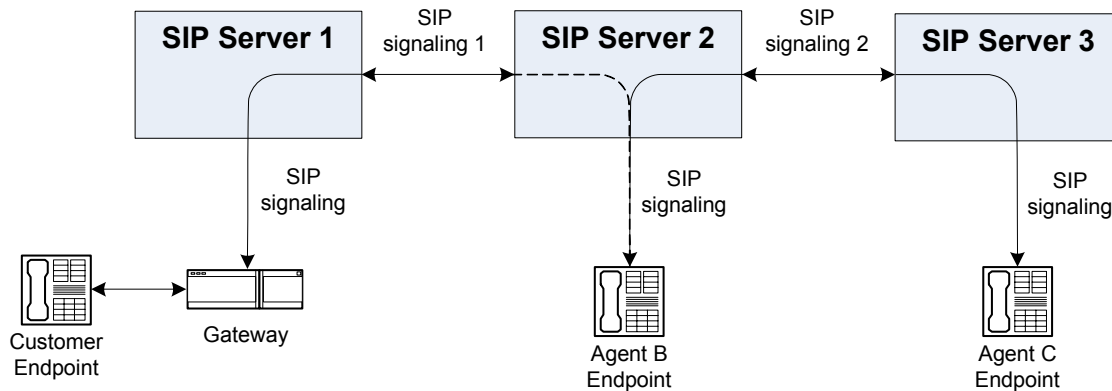 SIP Server 1
SIP
signaling 1
SIP Server 2
SIP
signaling 2
SIP Server 3
SIP
signaling
SIP
signaling
SIP
signaling
Customer
Endpoint
Gateway
Agent B
Endpoint
Agent C
Endpoint